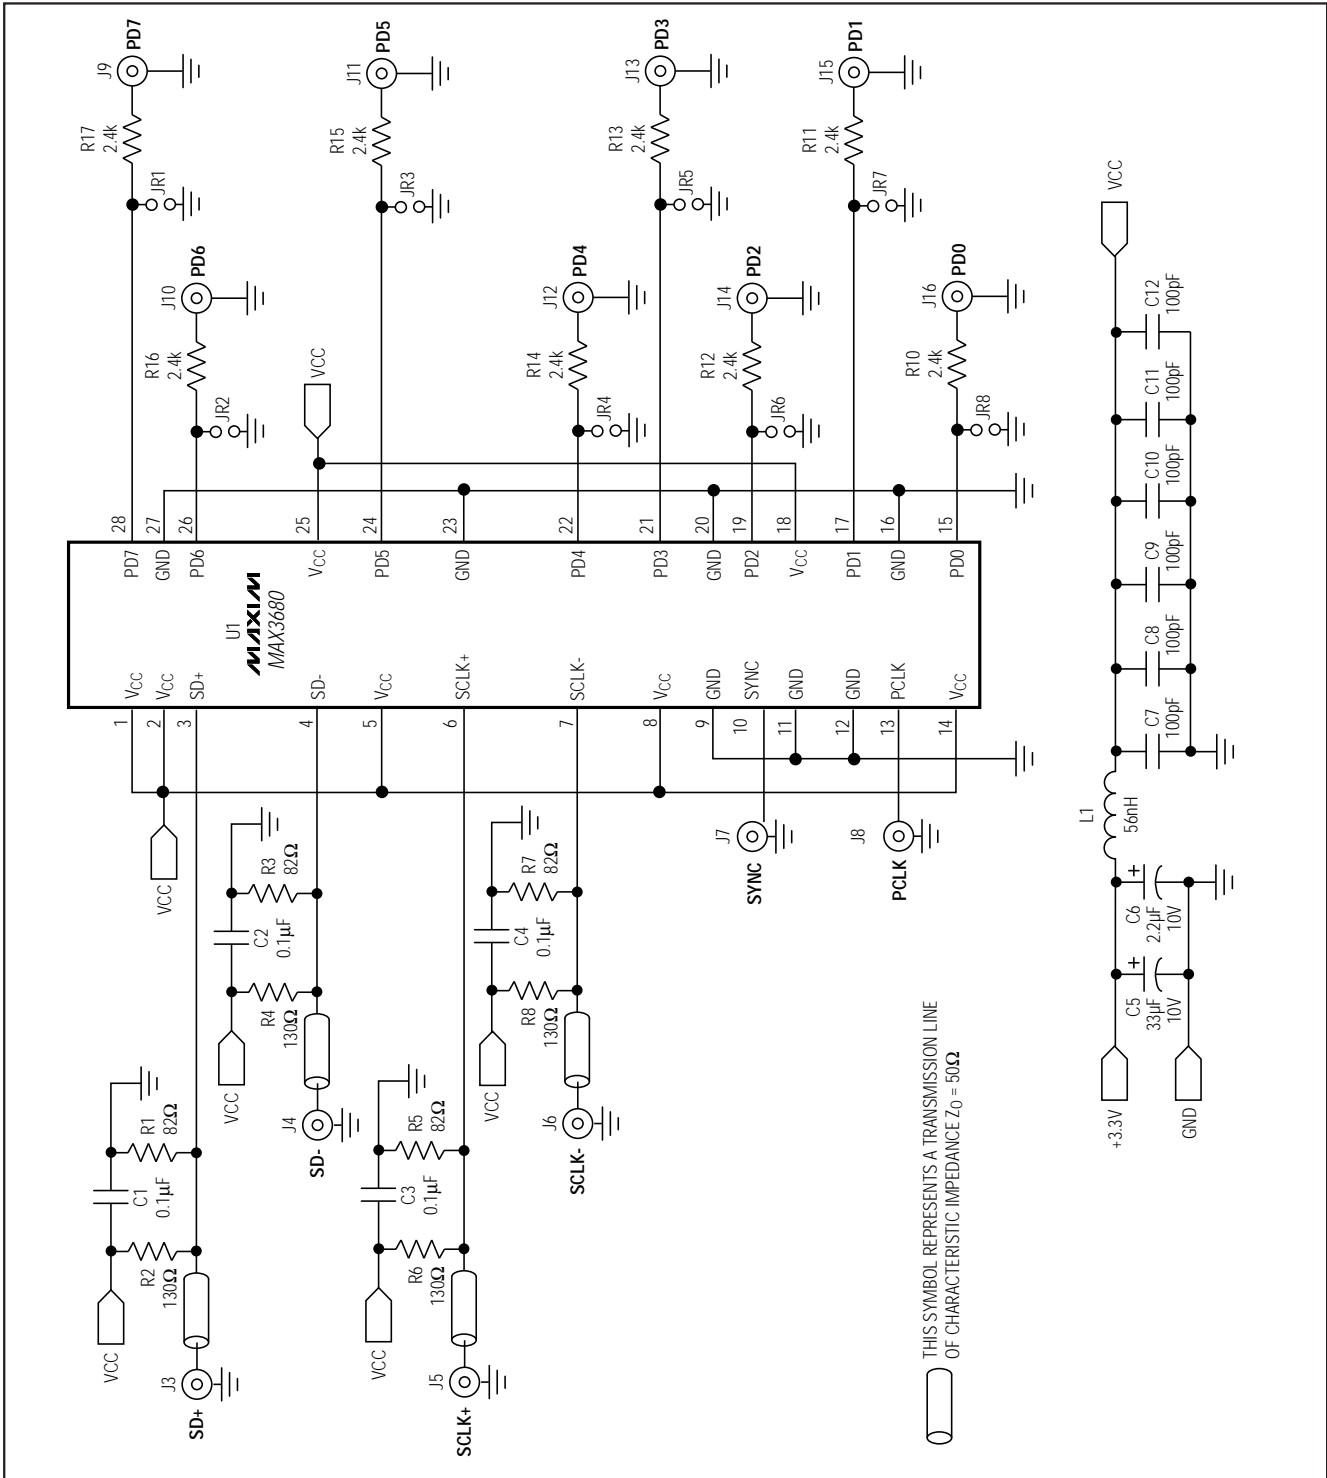 J9
PD7
R17
2.4k
JR1
J10
PD6
R16
2.4k
JR2
J11
PD5
R15
2.4k
JR3
VCC
J12
PD4
R14
2.4k
JR4
J13
PD3
R13
2.4k
JR5
J14
PD2
R12
2.4k
JR6
J15
PD1
R11
2.4k
JR7
J16
PD0
R10
2.4k
JR8
28
27
26
25
24
23
22
21
20
19
18
17
16
15
PD7
GND
PD6
VCC
PD5
GND
PD4
PD3
GND
PD2
VCC
PD1
GND
PD0
U1
MAXIM
MAX3680
VCC
VCC
SD+
SD-
VCC
SCLK+
SCLK-
VCC
GND
SYNC
GND
GND
PCLK
VCC
1
2
3
4
5
6
7
8
9
10
11
12
13
14
VCC
R3
82Ω
C2
0.1µF
R4
130Ω
VCC
J4
SD-
R1
82Ω
C1
0.1µF
R2
130Ω
VCC
J3
SD+
R7
82Ω
C4
0.1µF
R8
130Ω
VCC
J6
SCLK-
R5
82Ω
C3
0.1µF
R6
130Ω
VCC
J5
SCLK+
J7
SYNC
J8
PCLK
THIS SYMBOL REPRESENTS A TRANSMISSION LINE
OF CHARACTERISTIC IMPEDANCE ZO = 50Ω
VCC
C12
100pF
C11
100pF
C10
100pF
C9
100pF
C8
100pF
C7
100pF
L1
56nH
+
C6
2.2µF
10V
+
C5
33µF
10V
+3.3V
GND